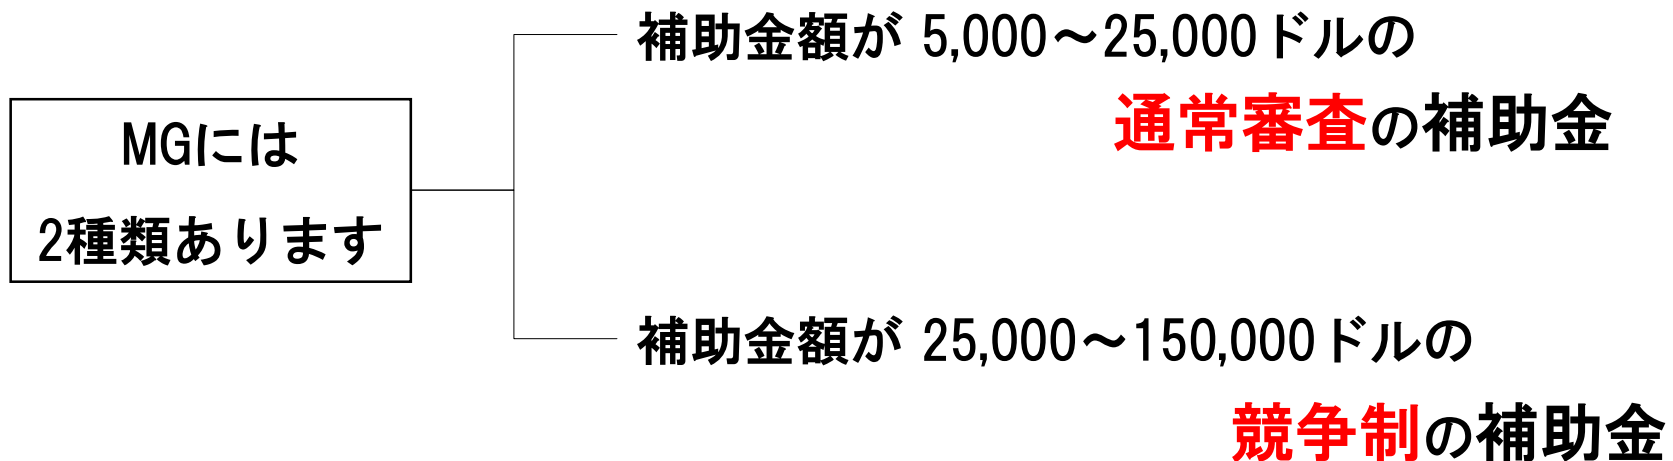 MGには
2種類あります
補助金額が 5,000～25,000ドルの
通常審査の補助金
補助金額が 25,000～150,000ドルの
競争制の補助金